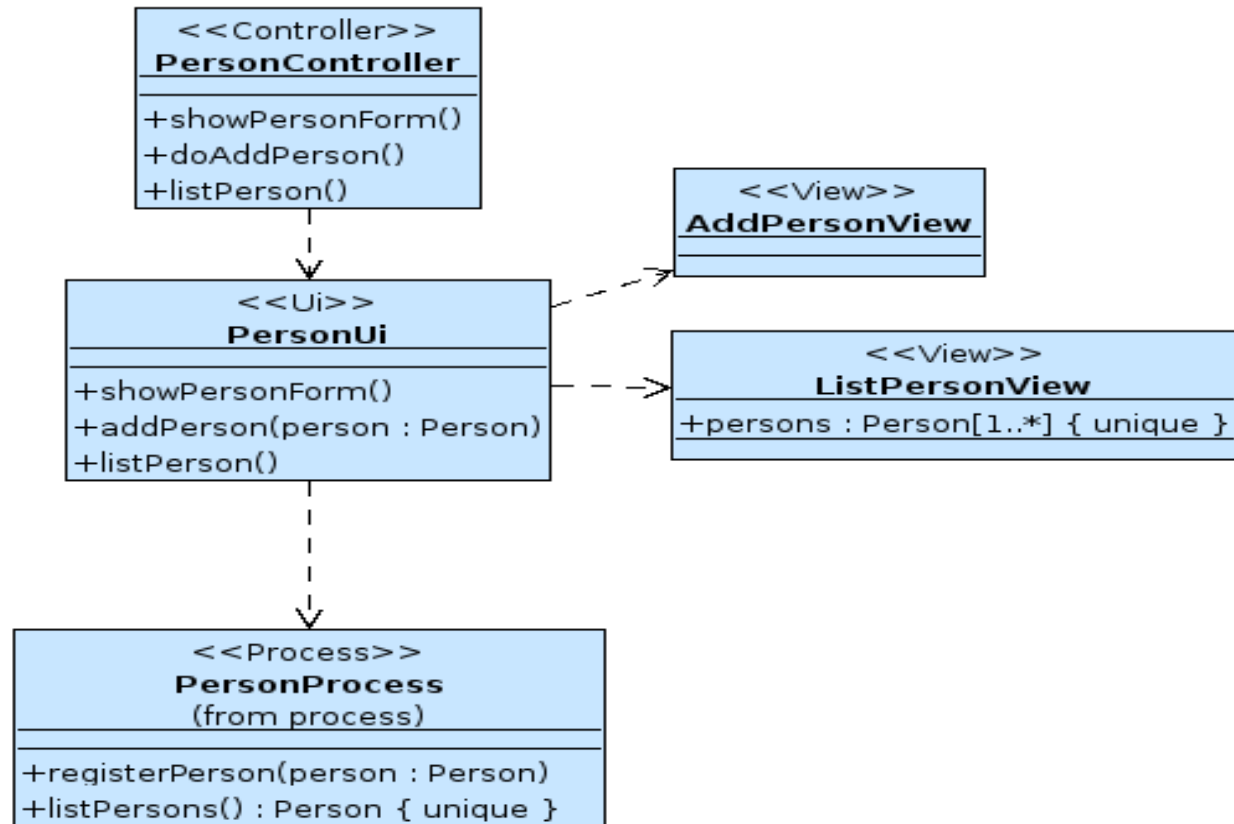 <<Controller>>
PersonController
+showPersonForm()
+doAddPerson()
+listPerson()
<<View>>
AddPersonView
<<Ui>>
PersonUi
+showPersonForm()
+addPerson(person : Person)
+listPerson()
<<View>>
ListPersonView
+persons : Person[1..*] { unique }
<<Process>>
PersonProcess
(from process)
+registerPerson(person : Person)
+listPersons() : Person { unique }